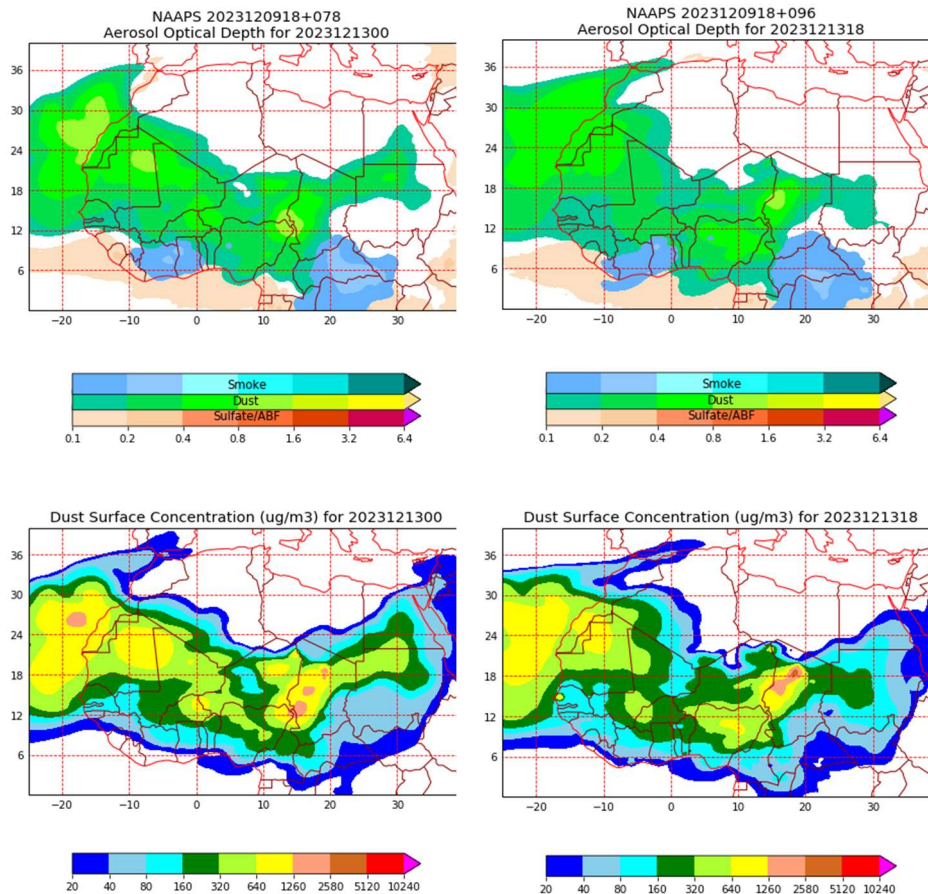 NAAPS 2023120918+078
Aerosol Optical Depth for 2023121300
36
30
24
18
12
6
−20 −10 0 10 20 30
Smoke
Dust
Sulfate/ABF
0.1 0.2 0.4 0.8 1.6 3.2 6.4
NAAPS 2023120918+096
Aerosol Optical Depth for 2023121318
36
30
24
18
12
6
−20 −10 0 10 20 30
Smoke
Dust
Sulfate/ABF
0.1 0.2 0.4 0.8 1.6 3.2 6.4
Dust Surface Concentration (ug/m3) for 2023121300
36
30
24
18
12
6
−20 −10 0 10 20 30
20 40 80 160 320 640 1260 2580 5120 10240
Dust Surface Concentration (ug/m3) for 2023121318
36
30
24
18
12
6
−20 −10 0 10 20 30
20 40 80 160 320 640 1260 2580 5120 10240